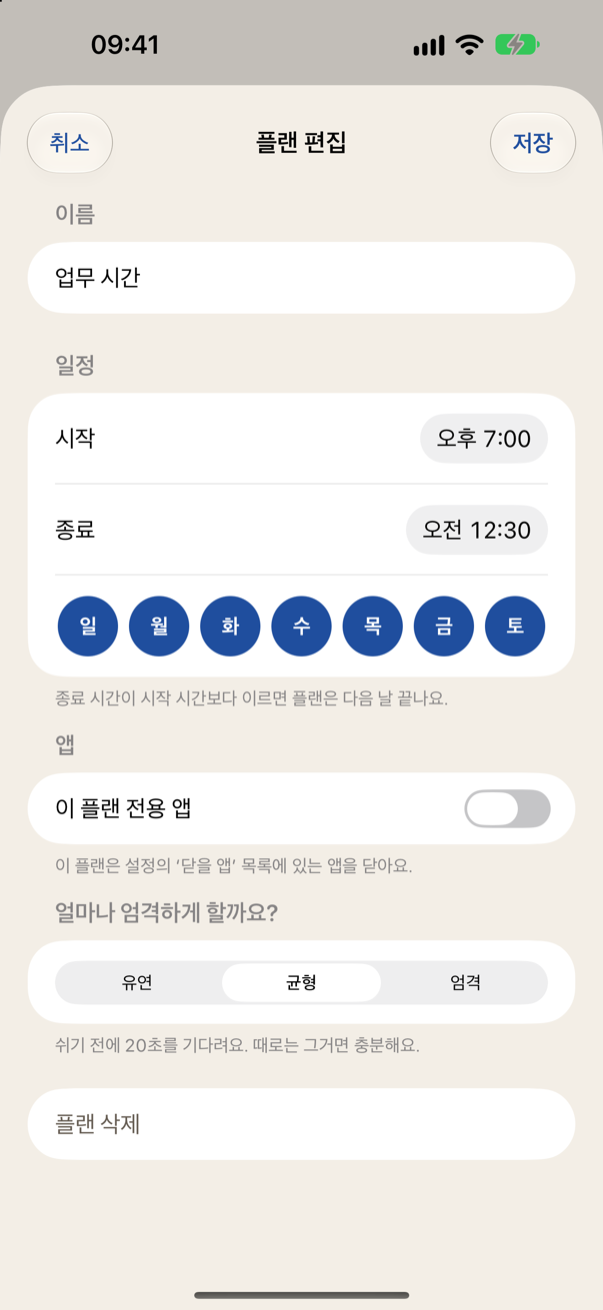 09:41
취소
플랜 편집
저장
이름
업무 시간
일정
시작
오후 7:00
종료
오전 12:30
일 월 화 수 목 금 토
종료 시간이 시작 시간보다 이르면 플랜은 다음 날 끝나요.
앱
이 플랜 전용 앱
이 플랜은 설정의 ‘닫을 앱’ 목록에 있는 앱을 닫아요.
얼마나 엄격하게 할까요?
유연 균형 엄격
쉬기 전에 20초를 기다려요. 때로는 그거면 충분해요.
플랜 삭제